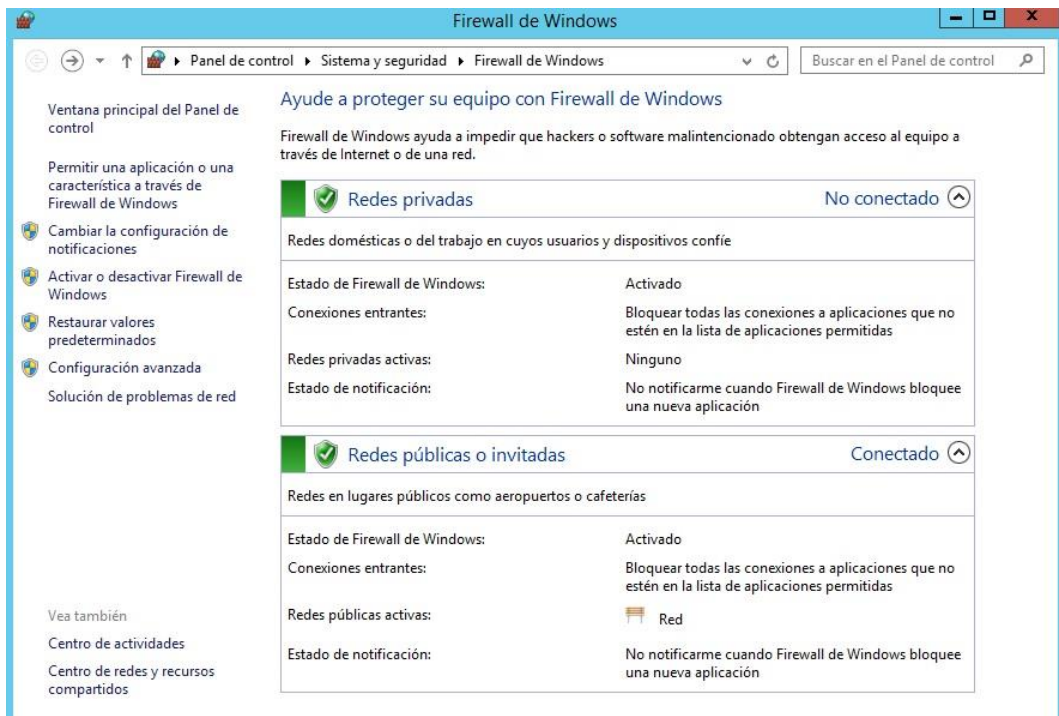 Firewall de Windows
Panel de control
Sistema y seguridad
Firewall de Windows
Buscar en el Panel de control
Ventana principal del Panel de
control
Permitir una aplicación o una
característica a través de
Firewall de Windows
Cambiar la configuración de
notificaciones
Activar o desactivar Firewall de
Windows
Restaurar valores
predeterminados
Configuración avanzada
Solución de problemas de red
Vea también
Centro de actividades
Centro de redes y recursos
compartidos
Ayude a proteger su equipo con Firewall de Windows
Firewall de Windows ayuda a impedir que hackers o software malintencionado obtengan acceso al equipo a
través de Internet o de una red.
Redes privadas
No conectado
Redes domésticas o del trabajo en cuyos usuarios y dispositivos confíe
Estado de Firewall de Windows:
Activado
Conexiones entrantes:
Bloquear todas las conexiones a aplicaciones que no
estén en la lista de aplicaciones permitidas
Redes privadas activas:
Ninguno
Estado de notificación:
No notificarme cuando Firewall de Windows bloquee
una nueva aplicación
Redes públicas o invitadas
Conectado
Redes en lugares públicos como aeropuertos o cafeterías
Estado de Firewall de Windows:
Activado
Conexiones entrantes:
Bloquear todas las conexiones a aplicaciones que no
estén en la lista de aplicaciones permitidas
Redes públicas activas:
Red
Estado de notificación:
No notificarme cuando Firewall de Windows bloquee
una nueva aplicación